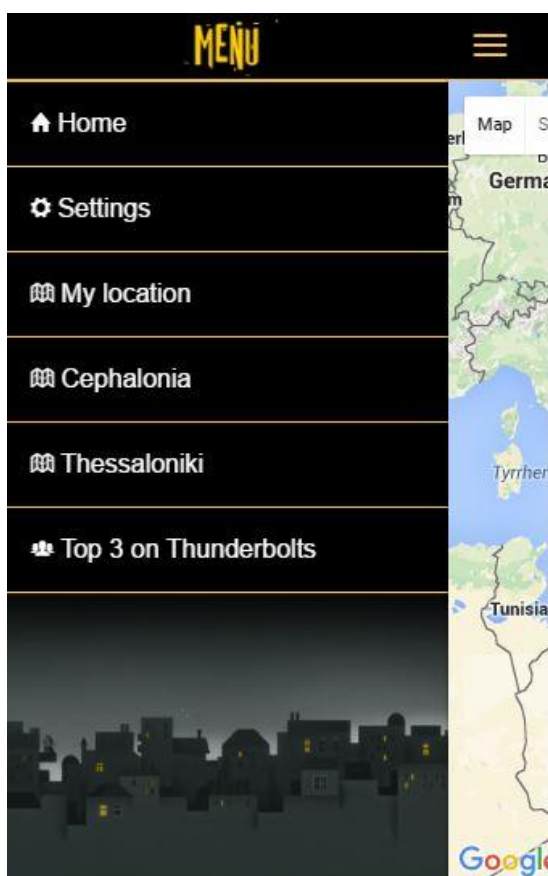 MENU
Home
Settings
My location
Cephalonia
Thessaloniki
Top 3 on Thunderbolts
Map S
Germa
Tyrrhen
Tunisia
Google